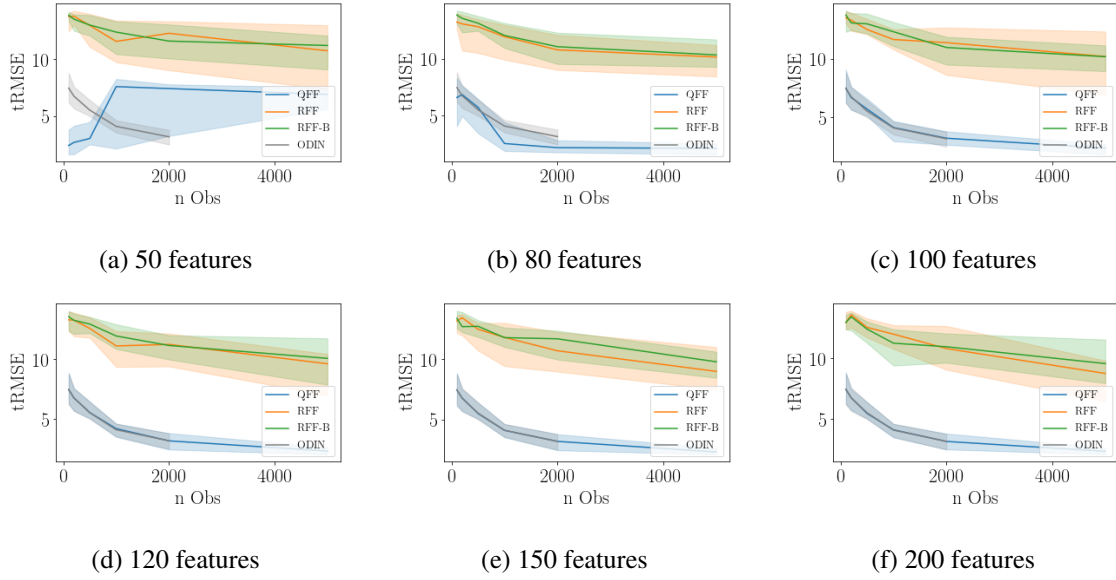 tRMSE
10
5
QFF
RFF
RFF-B
ODIN
0
2000
4000
n Obs
(a) 50 features
tRMSE
10
5
QFF
RFF
RFF-B
ODIN
0
2000
4000
n Obs
(b) 80 features
tRMSE
10
5
QFF
RFF
RFF-B
ODIN
0
2000
4000
n Obs
(c) 100 features
tRMSE
10
5
QFF
RFF
RFF-B
ODIN
0
2000
4000
n Obs
(d) 120 features
tRMSE
10
5
QFF
RFF
RFF-B
ODIN
0
2000
4000
n Obs
(e) 150 features
tRMSE
10
5
QFF
RFF
RFF-B
ODIN
0
2000
4000
n Obs
(f) 200 features